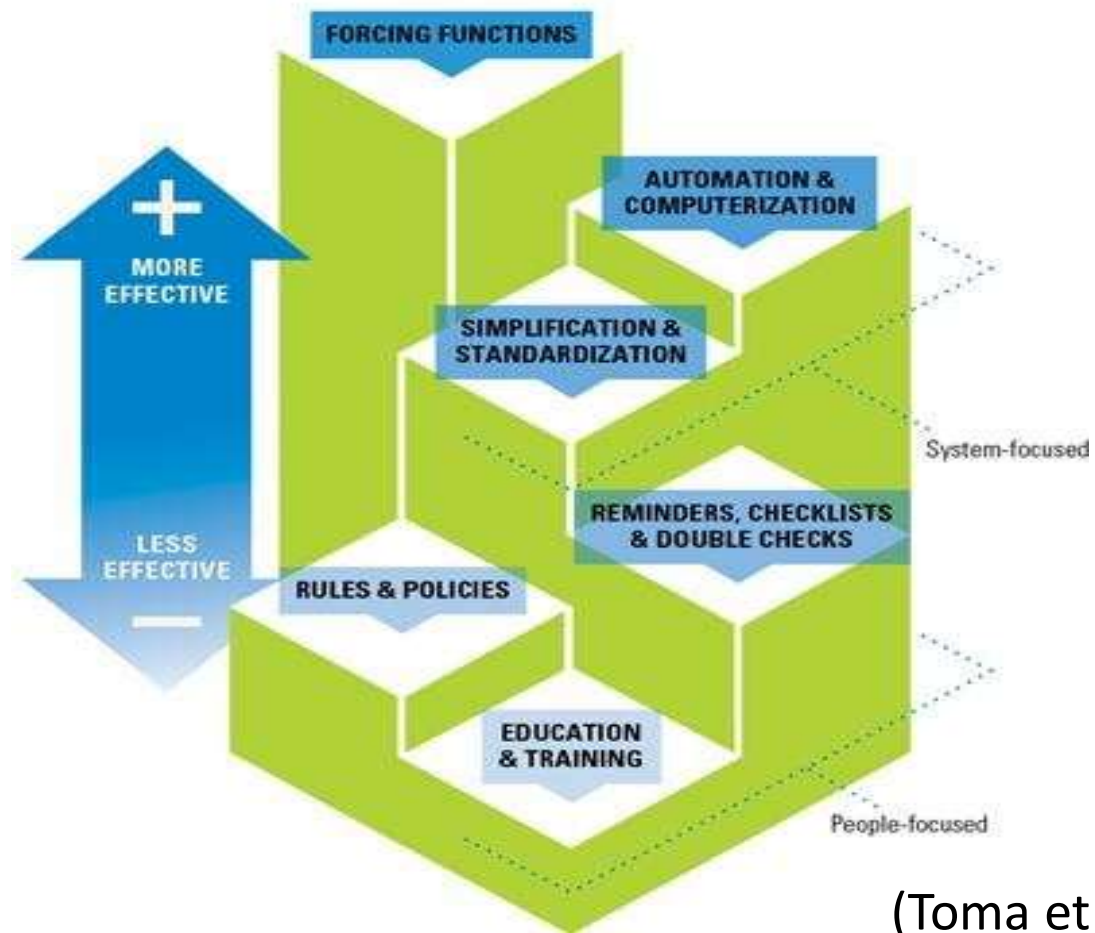 FORCING FUNCTIONS
AUTOMATION &
COMPUTERIZATION
+
MORE
EFFECTIVE
SIMPLIFICATION &
STANDARDIZATION
System-focused
REMINDERS, CHECKLISTS
& DOUBLE CHECKS
LESS
EFFECTIVE
—
RULES & POLICIES
EDUCATION
& TRAINING
People-focused
(Toma et